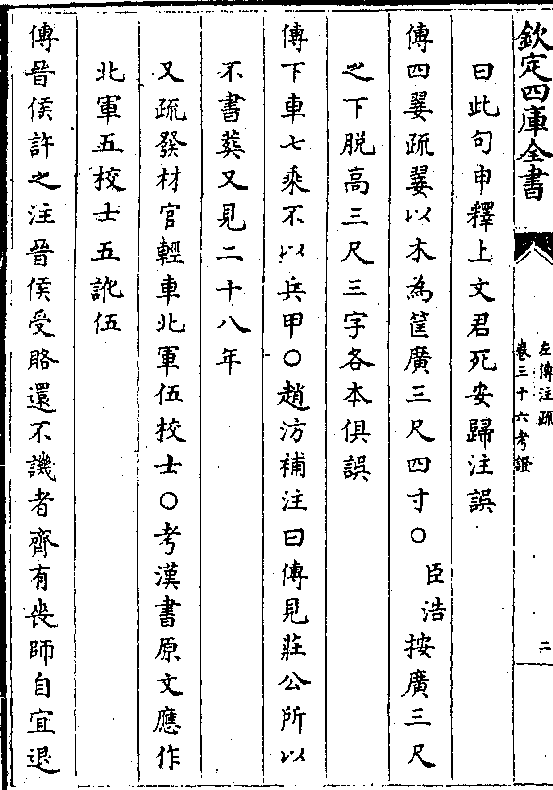 欽定四庫全書
左傳注疏
卷三十六考證
二
曰此句申釋上文君死安歸注誤
傳四翣疏翣以木為筐廣三尺四寸○臣浩按廣三尺
之下脱高三尺三字各本俱誤
傳下車七乘不以兵甲○趙汸補注曰傳見莊公所以
不書葬又見二十八年
又疏發材官輕車北軍伍校士○考漢書原文應作
北軍五校士五訛伍
傳晉侯許之注晉侯受賂還不譏者齊有喪師自宜退